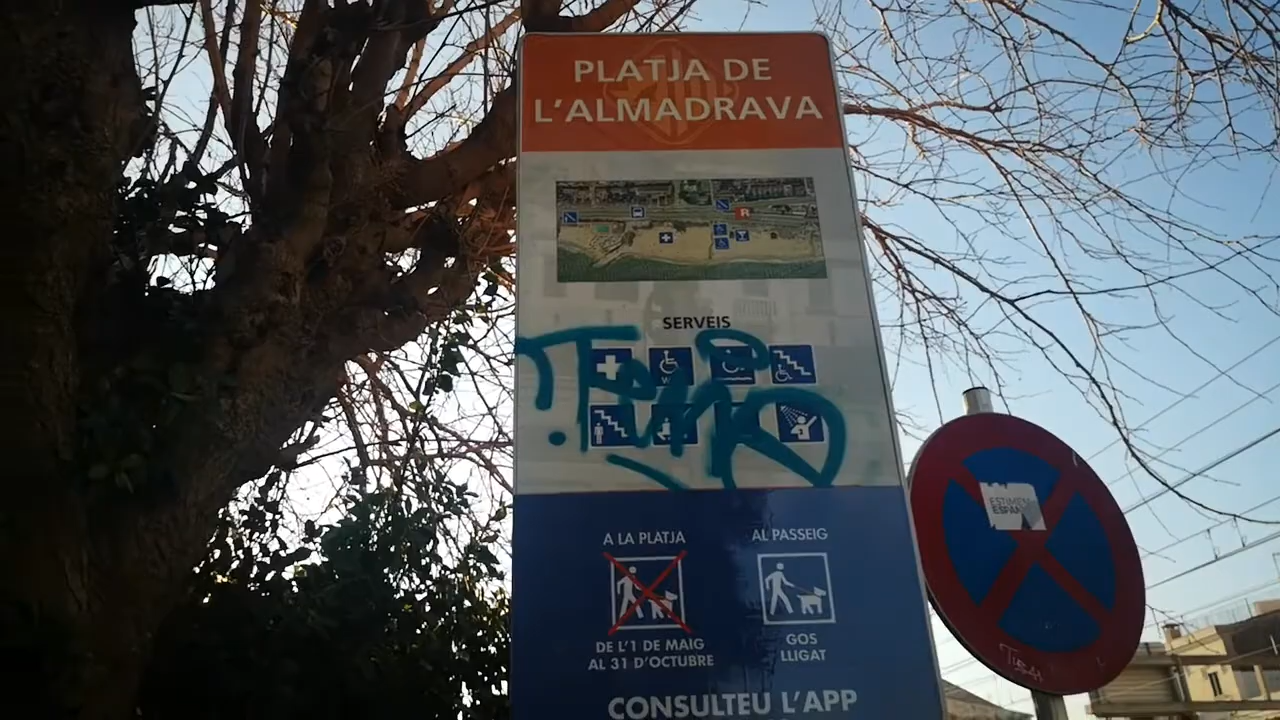 PLATJA DE
L'ALMADRAVA
R
SERVEIS
A LA PLATJA
AL PASSEIG
DE L'1 DE MAIG
AL 31 D'OCTUBRE
GOS
LLIGAT
CONSULTEU L'APP